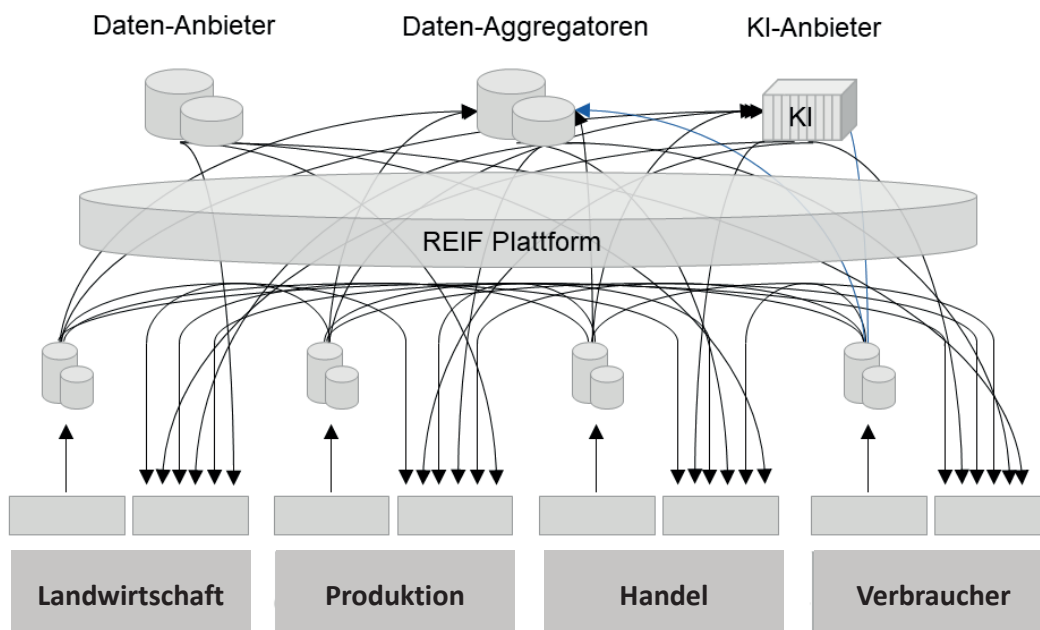 Daten-Anbieter
Daten-Aggregatoren
KI-Anbieter
KI
REIF Plattform
Landwirtschaft
Produktion
Handel
Verbraucher